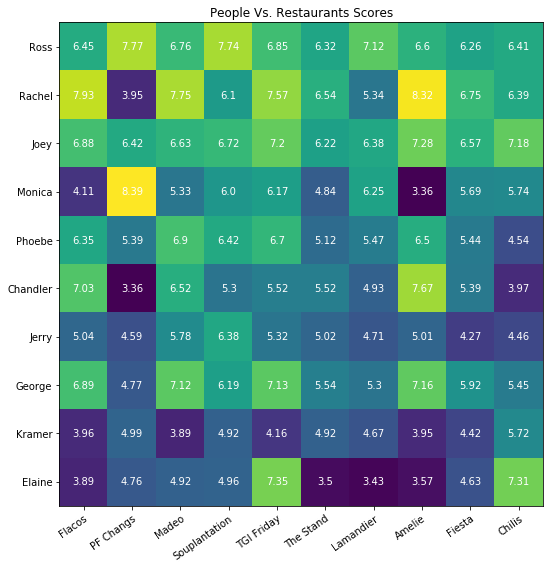 People Vs. Restaurants Scores
Ross 6.45 7.77 6.76 7.74 6.85 6.32 7.12 6.6 6.26 6.41
Rachel 7.93 3.95 7.75 6.1 7.57 6.54 5.34 8.32 6.75 6.39
Joey 6.88 6.42 6.63 6.72 7.2 6.22 6.38 7.28 6.57 7.18
Monica 4.11 8.39 5.33 6.0 6.17 4.84 6.25 3.36 5.69 5.74
Phoebe 6.35 5.39 6.9 6.42 6.7 5.12 5.47 6.5 5.44 4.54
Chandler 7.03 3.36 6.52 5.3 5.52 5.52 4.93 7.67 5.39 3.97
Jerry 5.04 4.59 5.78 6.38 5.32 5.02 4.71 5.01 4.27 4.46
George 6.89 4.77 7.12 6.19 7.13 5.54 5.3 7.16 5.92 5.45
Kramer 3.96 4.99 3.89 4.92 4.16 4.92 4.67 3.95 4.42 5.72
Elaine 3.89 4.76 4.92 4.96 7.35 3.5 3.43 3.57 4.63 7.31
Flacos PF Changs Madeo Souplantation TGI Friday The Stand Lamandier Amelie Fiesta Chilis